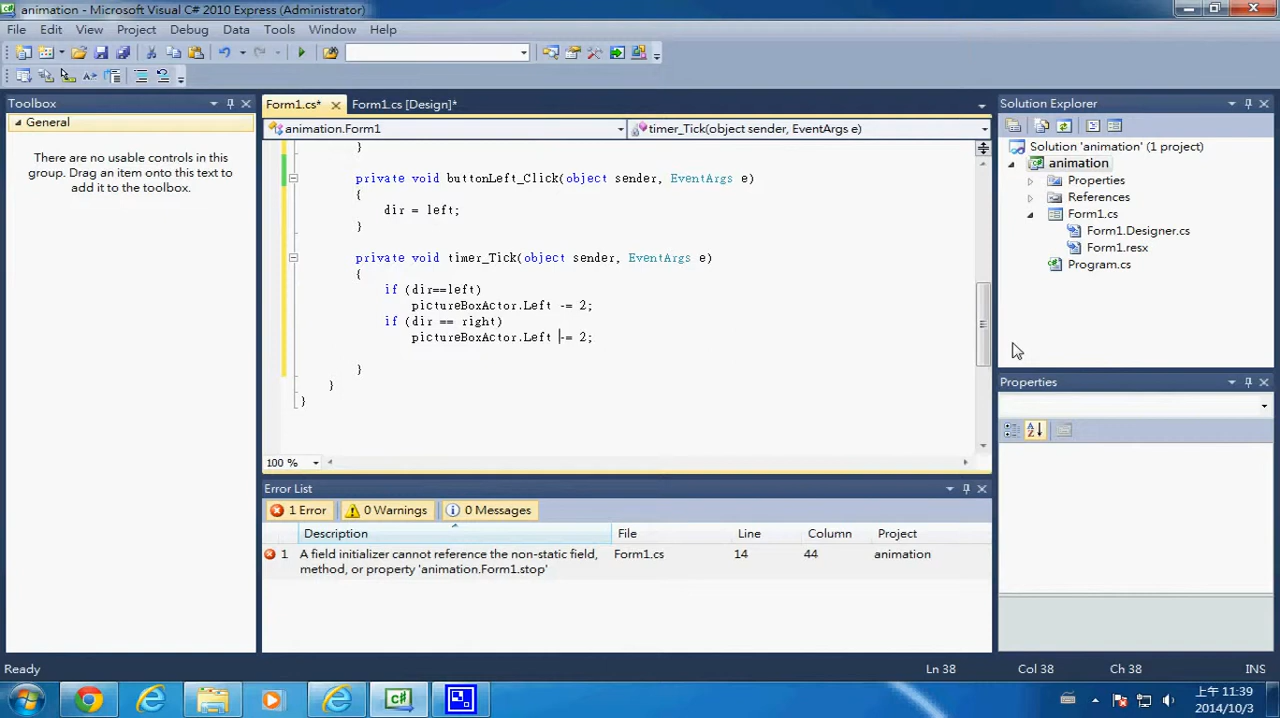 animation - Microsoft Visual C# 2010 Express (Administrator)
File Edit View Project Debug Data Tools Window Help
Toolbox
General
There are no usable controls in this
group. Drag an item onto this text to
add it to the toolbox.
Form1.cs* Form1.cs [Design]*
animation.Form1 timer_Tick(object sender, EventArgs e)
}
private void buttonLeft_Click(object sender, EventArgs e)
{
dir = left;
}
private void timer_Tick(object sender, EventArgs e)
{
if (dir==left)
pictureBoxActor.Left -= 2;
if (dir == right)
pictureBoxActor.Left -= 2;
}
}
}
100 %
Solution Explorer
Solution 'animation' (1 project)
animation
Properties
References
Form1.cs
Form1.Designer.cs
Form1.resx
Program.cs
Properties
Error List
1 Error 0 Warnings 0 Messages
Description File Line Column Project
1 A field initializer cannot reference the non-static field, Form1.cs 14 44 animation
method, or property 'animation.Form1.stop'
Ready Ln 38 Col 38 Ch 38 INS
上午 11:39
2014/10/3